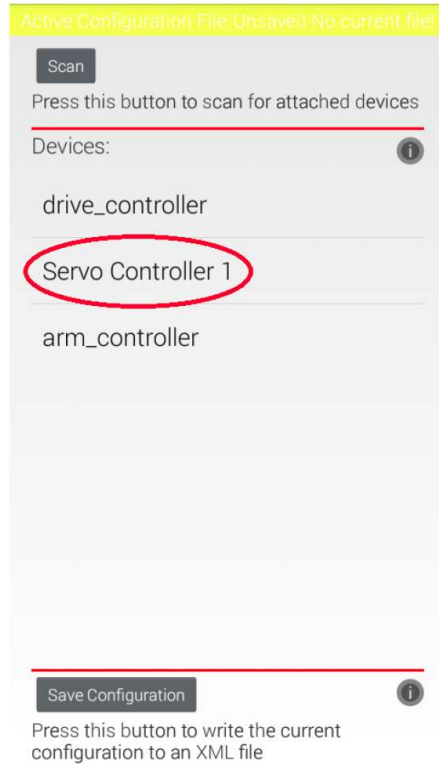 Active Configuration File: Unsaved No current file!
Scan
Press this button to scan for attached devices
Devices:
drive_controller
Servo Controller 1
arm_controller
Save Configuration
Press this button to write the current
configuration to an XML file